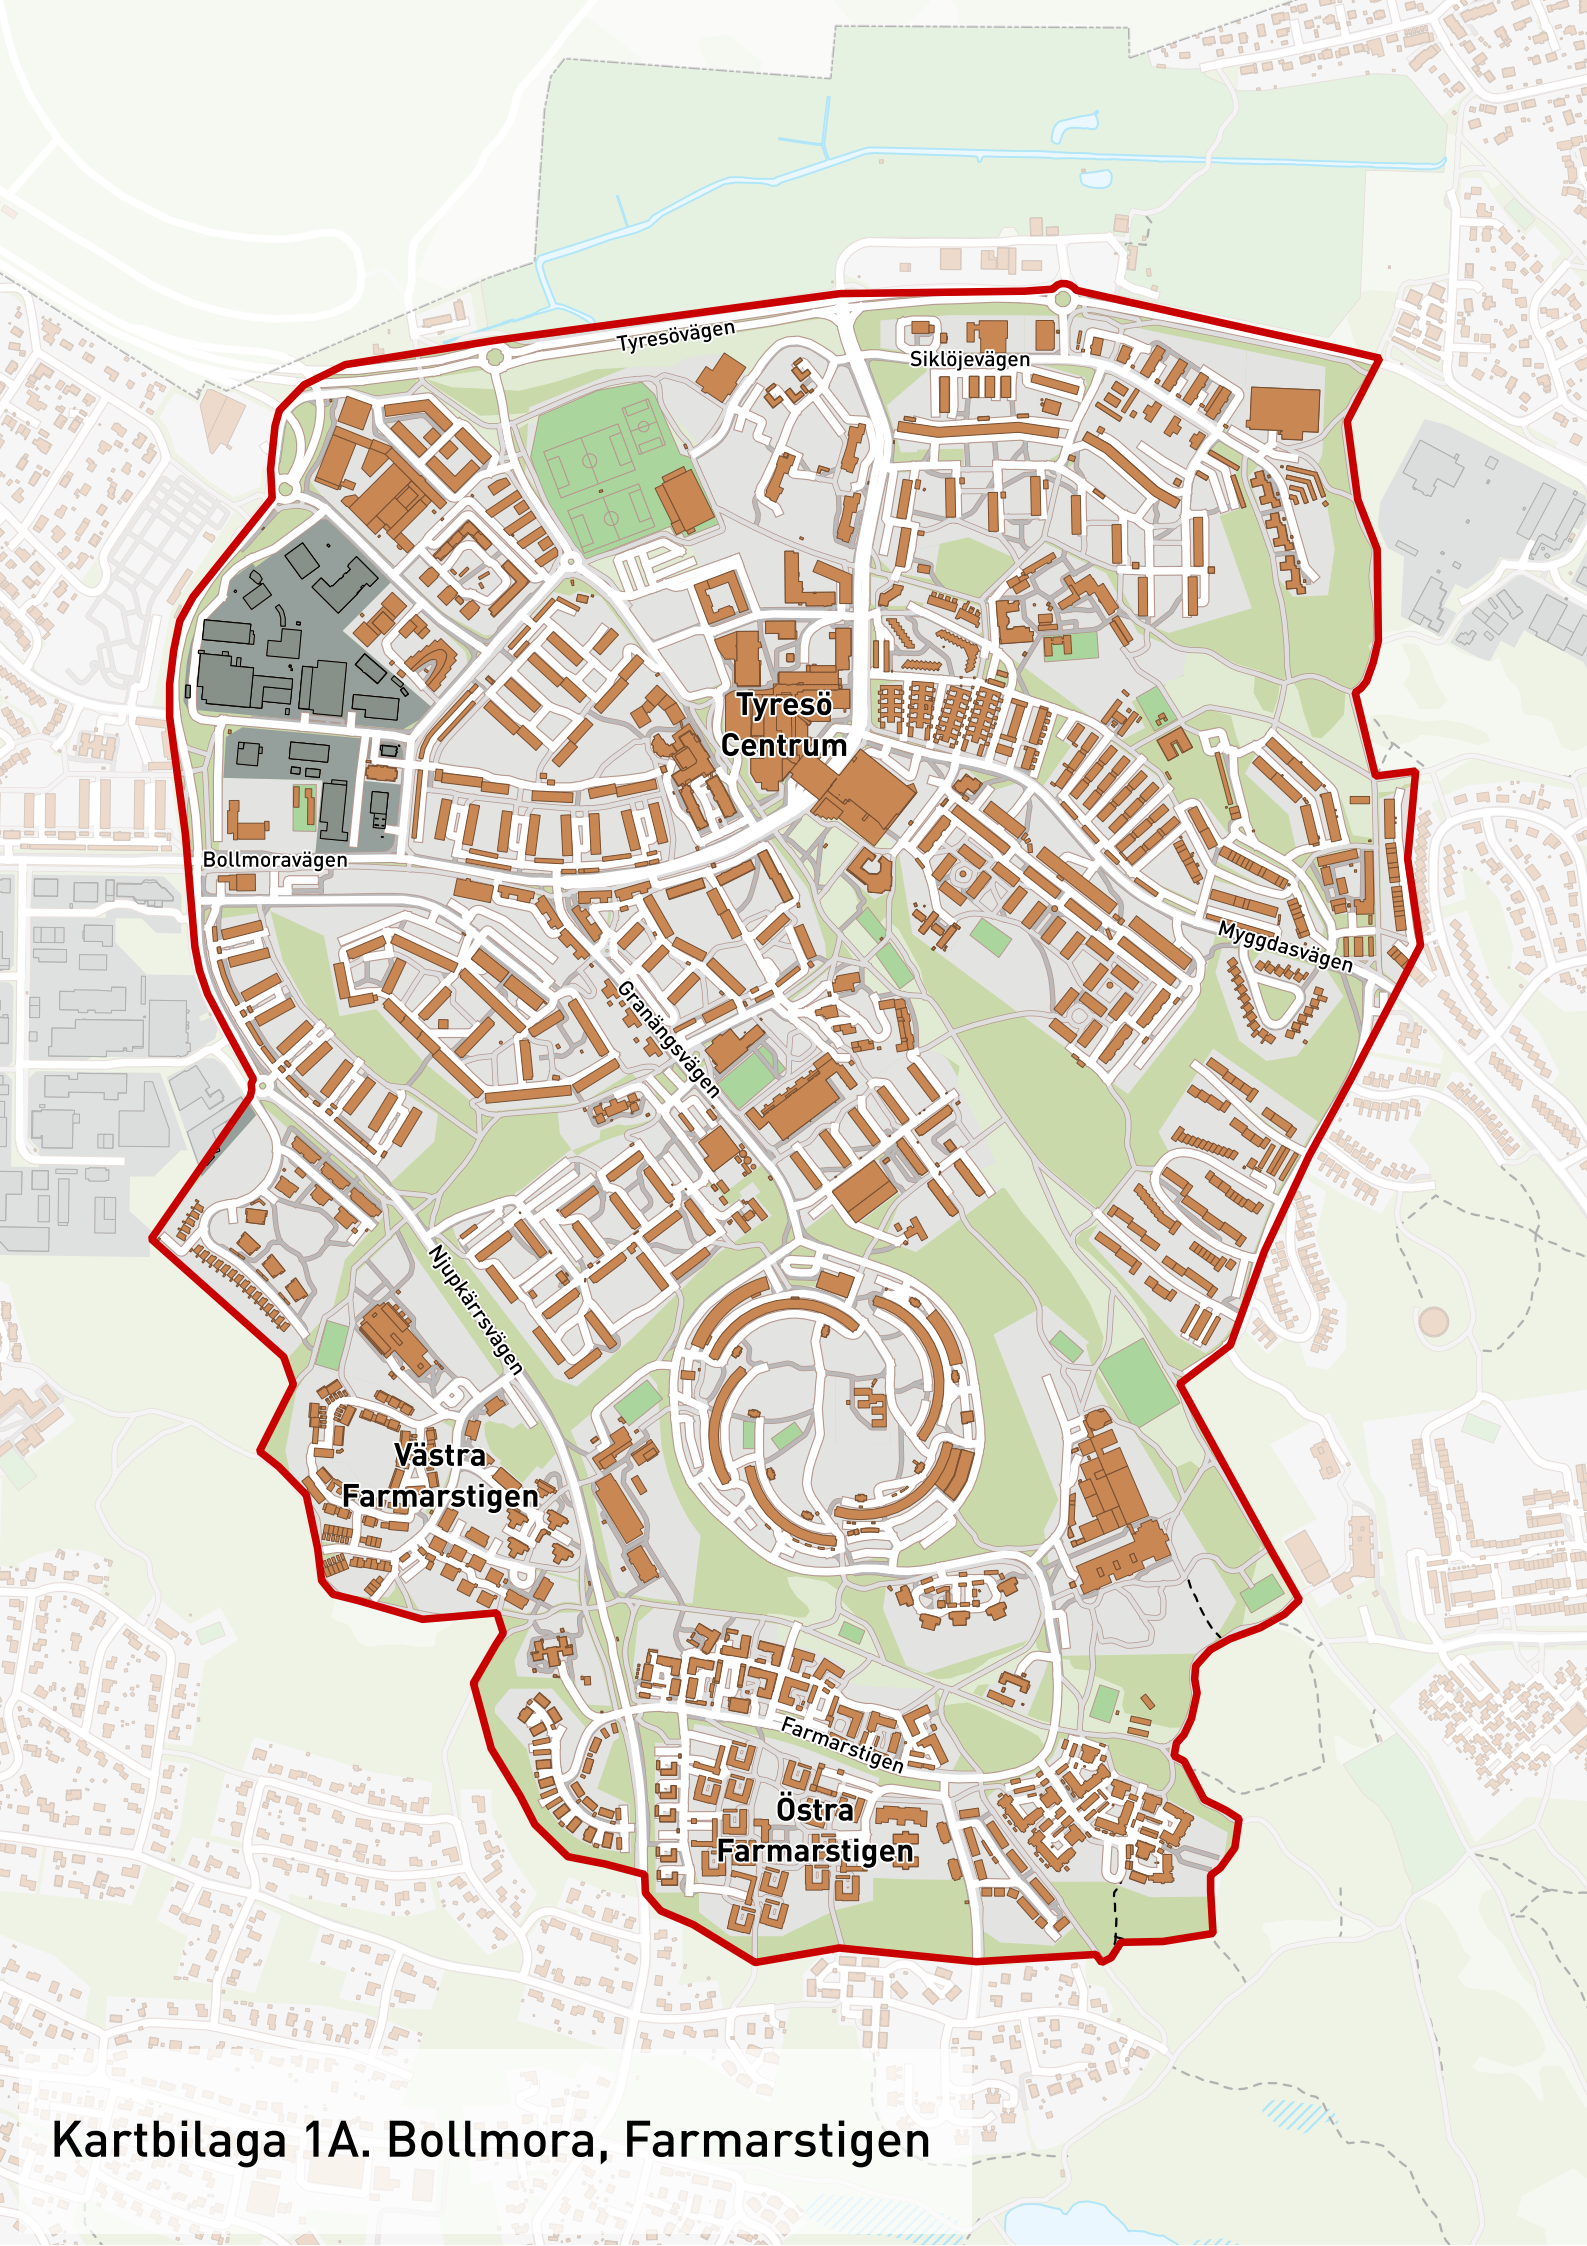 Tyresövägen
Siklöjevägen
Tyresö
Centrum
Bollmoravägen
Myggdasvägen
Granängsvägen
Njupkärrsvägen
Västra
Farmarstigen
Farmarstigen
Östra
Farmarstigen
Kartbilaga 1A. Bollmora, Farmarstigen